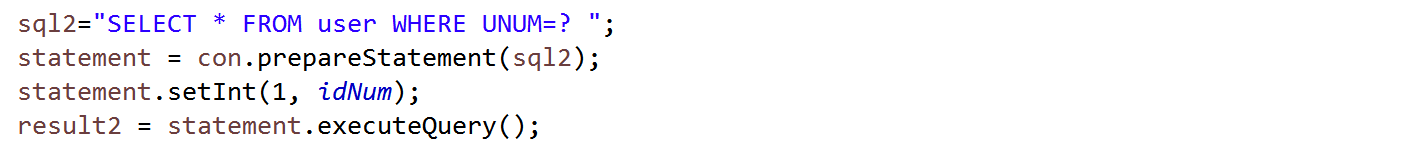 sql2="SELECT * FROM user WHERE UNUM=? ";
statement = con.prepareStatement(sql2);
statement.setInt(1, idNum);
result2 = statement.executeQuery();